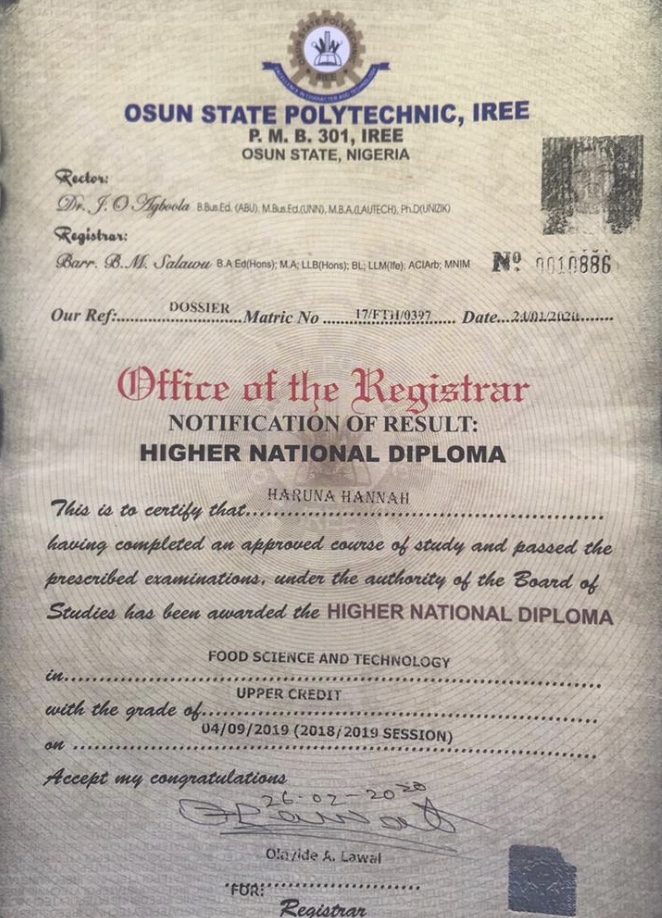 OSUN STATE POLYTECHNIC, IREE
P. M. B. 301, IREE
OSUN STATE, NIGERIA
Rector:
Dr. J. O Agboola B.Bus.Ed. (ABU), M.Bus.Ed.(UNN), M.B.A.(LAUTECH), Ph.D(UNIZIK)
Registrar:
Barr. B.M. Salawu B.A.Ed(Hons); M.A; LLB(Hons); BL; LLM(Ife); ACIArb; MNIM
Nº 0010886
Our Ref:.......DOSSIER.......Matric No .......17/FTH/0397....... Date...24/01/2020.......
Office of the Registrar
NOTIFICATION OF RESULT:
HIGHER NATIONAL DIPLOMA
This is to certify that.......HARUNA HANNAH.......
having completed an approved course of study and passed the
prescribed examinations, under the authority of the Board of
Studies has been awarded the HIGHER NATIONAL DIPLOMA
in.......FOOD SCIENCE AND TECHNOLOGY.......
with the grade of.......UPPER CREDIT.......
on .......04/09/2019 (2018/2019 SESSION).......
Accept my congratulations
26-02-2020
Olayide A. Lawal
FOR:.......
Registrar